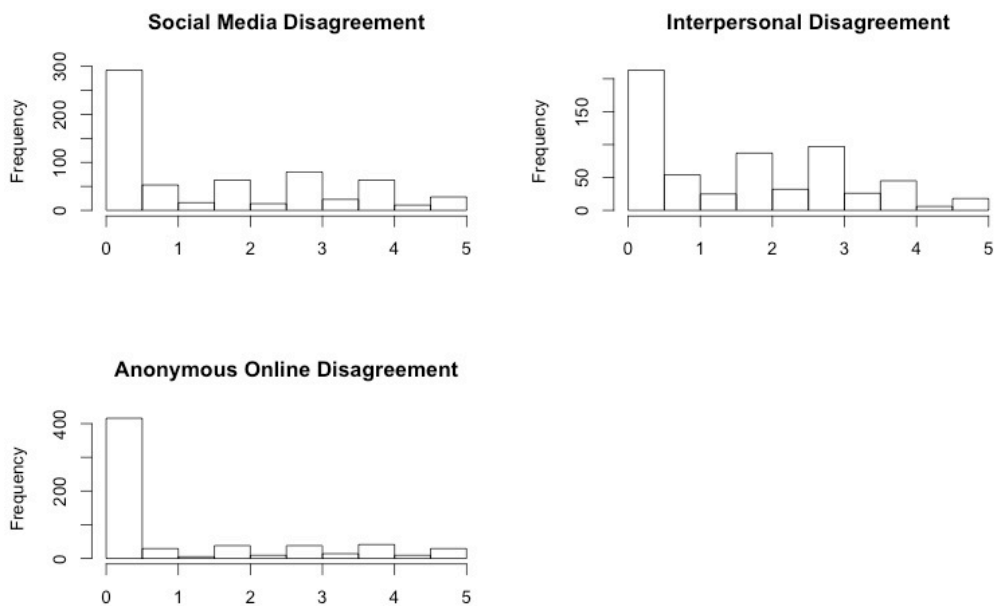 Social Media Disagreement
Frequency
0
100
200
300
0 1 2 3 4 5
Interpersonal Disagreement
Frequency
0
50
150
0 1 2 3 4 5
Anonymous Online Disagreement
Frequency
0
200
400
0 1 2 3 4 5